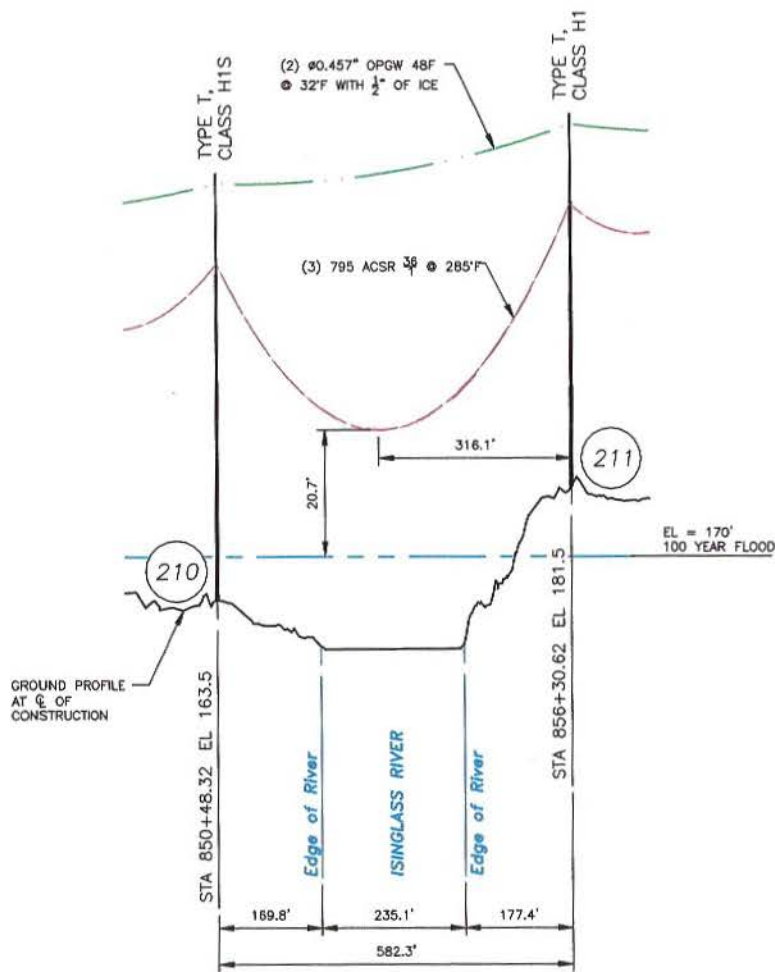 (2) Ø0.457" OPGW 48F
@ 32°F WITH 1/2" OF ICE
TYPE T,
CLASS H1S
TYPE T,
CLASS H1
(3) 795 ACSR 36/1 @ 285°F
316.1'
20.7'
211
EL = 170'
100 YEAR FLOOD
210
GROUND PROFILE
AT ℄ OF
CONSTRUCTION
STA 850+48.32 EL 163.5
Edge of River
ISINGLASS RIVER
Edge of River
STA 856+30.62 EL 181.5
169.8'
235.1'
177.4'
582.3'